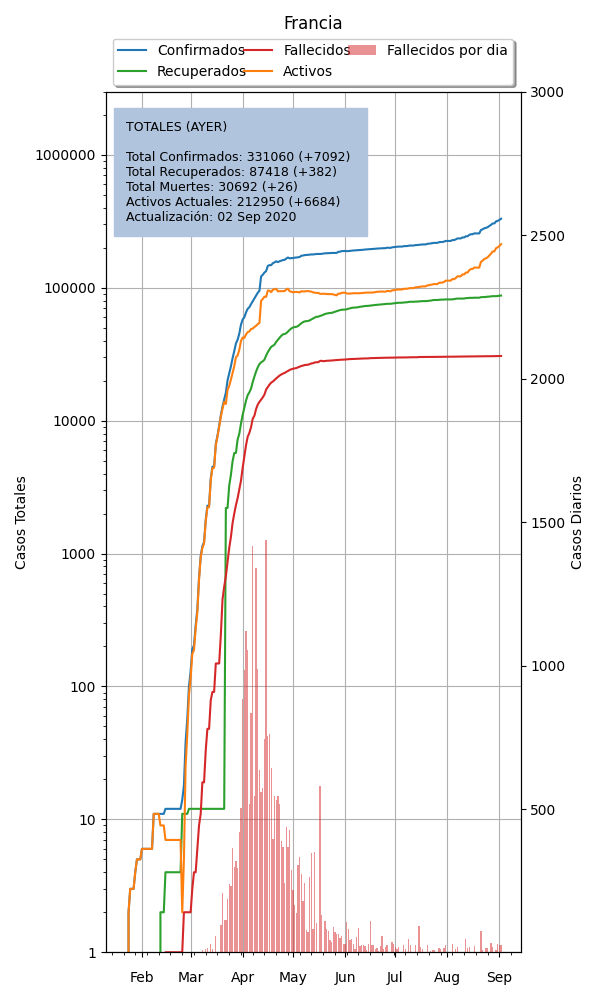 Francia
Confirmados
Fallecidos
Fallecidos por dia
Recuperados
Activos
TOTALES (AYER)
Total Confirmados: 331060 (+7092)
Total Recuperados: 87418 (+382)
Total Muertes: 30692 (+26)
Activos Actuales: 212950 (+6684)
Actualización: 02 Sep 2020
Casos Totales
1000000
100000
10000
1000
100
10
1
3000
2500
2000
1500
1000
500
Casos Diarios
Feb Mar Apr May Jun Jul Aug Sep